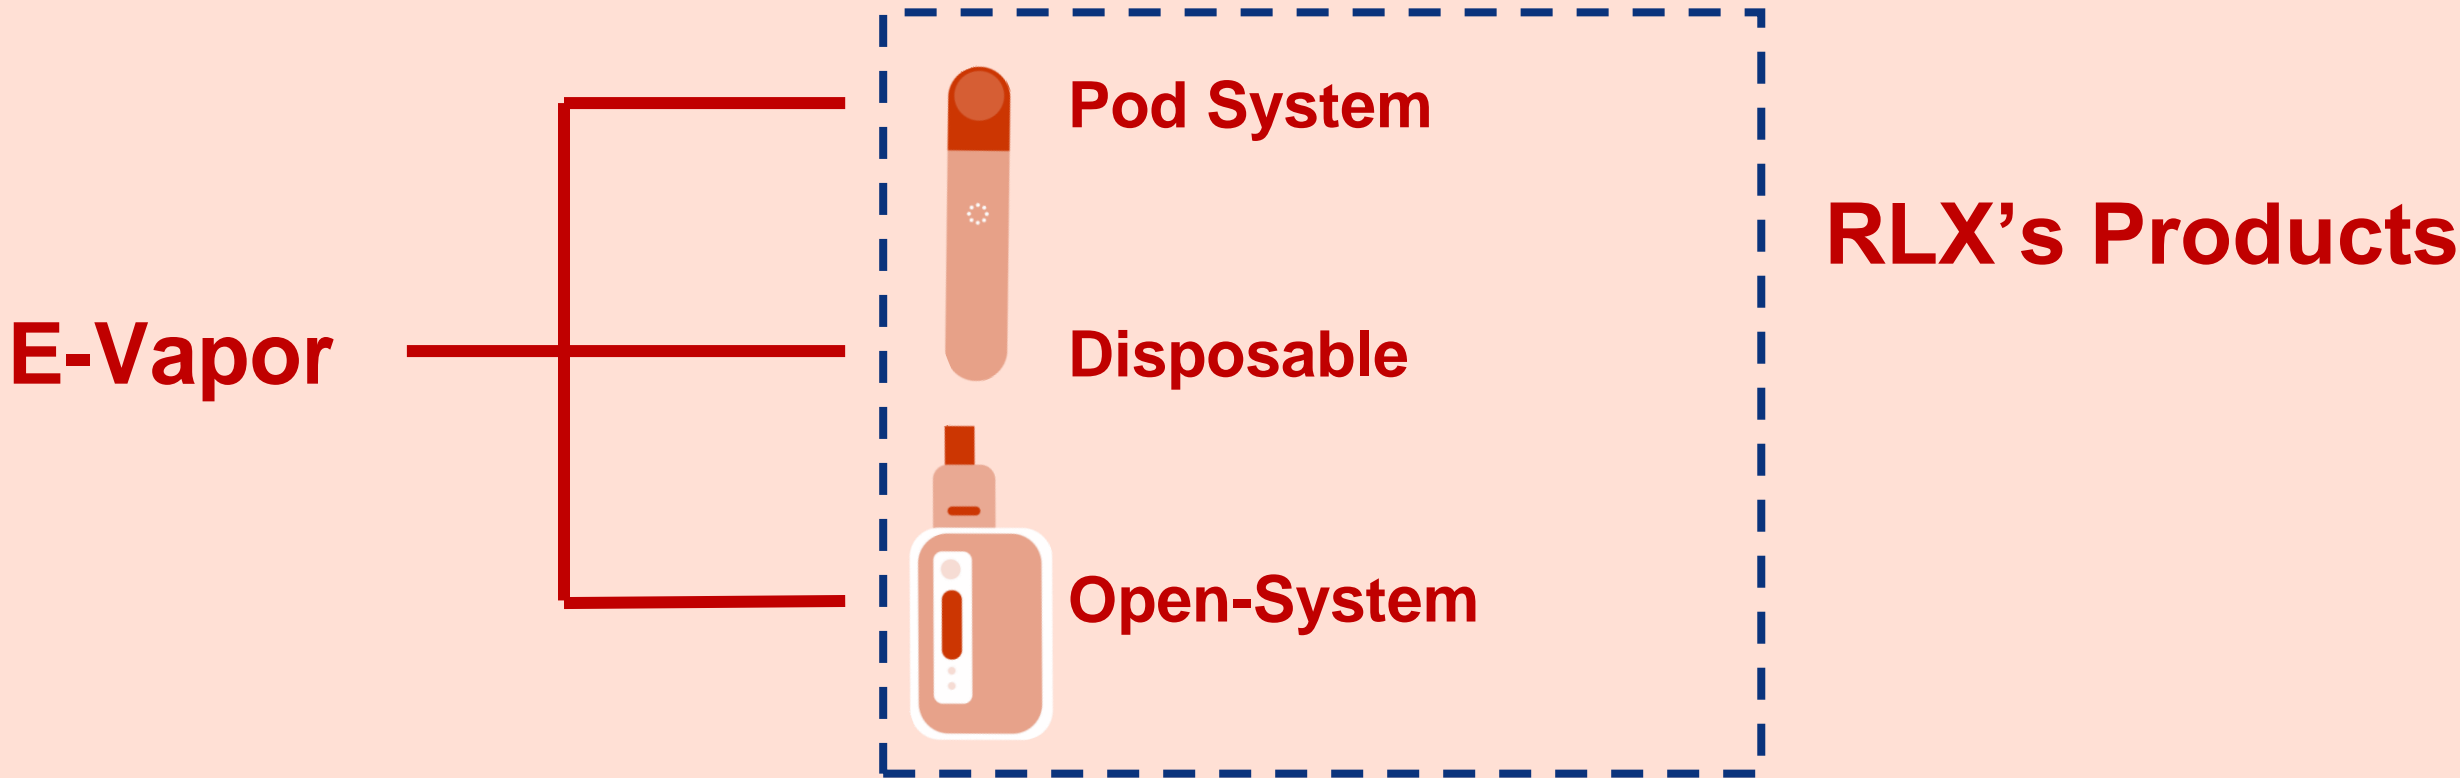 E-Vapor
Pod System
Disposable
Open-System
RLX’s Products